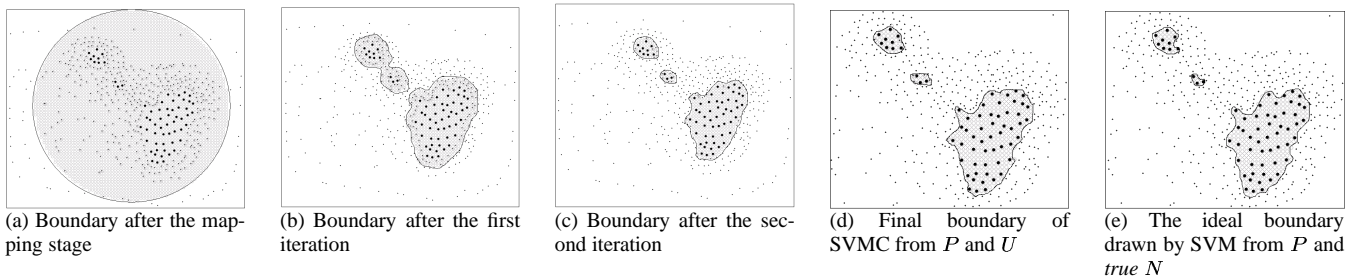 (a) Boundary after the map-
ping stage
(b) Boundary after the first
iteration
(c) Boundary after the sec-
ond iteration
(d) Final boundary of
SVMC from P and U
(e) The ideal boundary
drawn by SVM from P and
true N